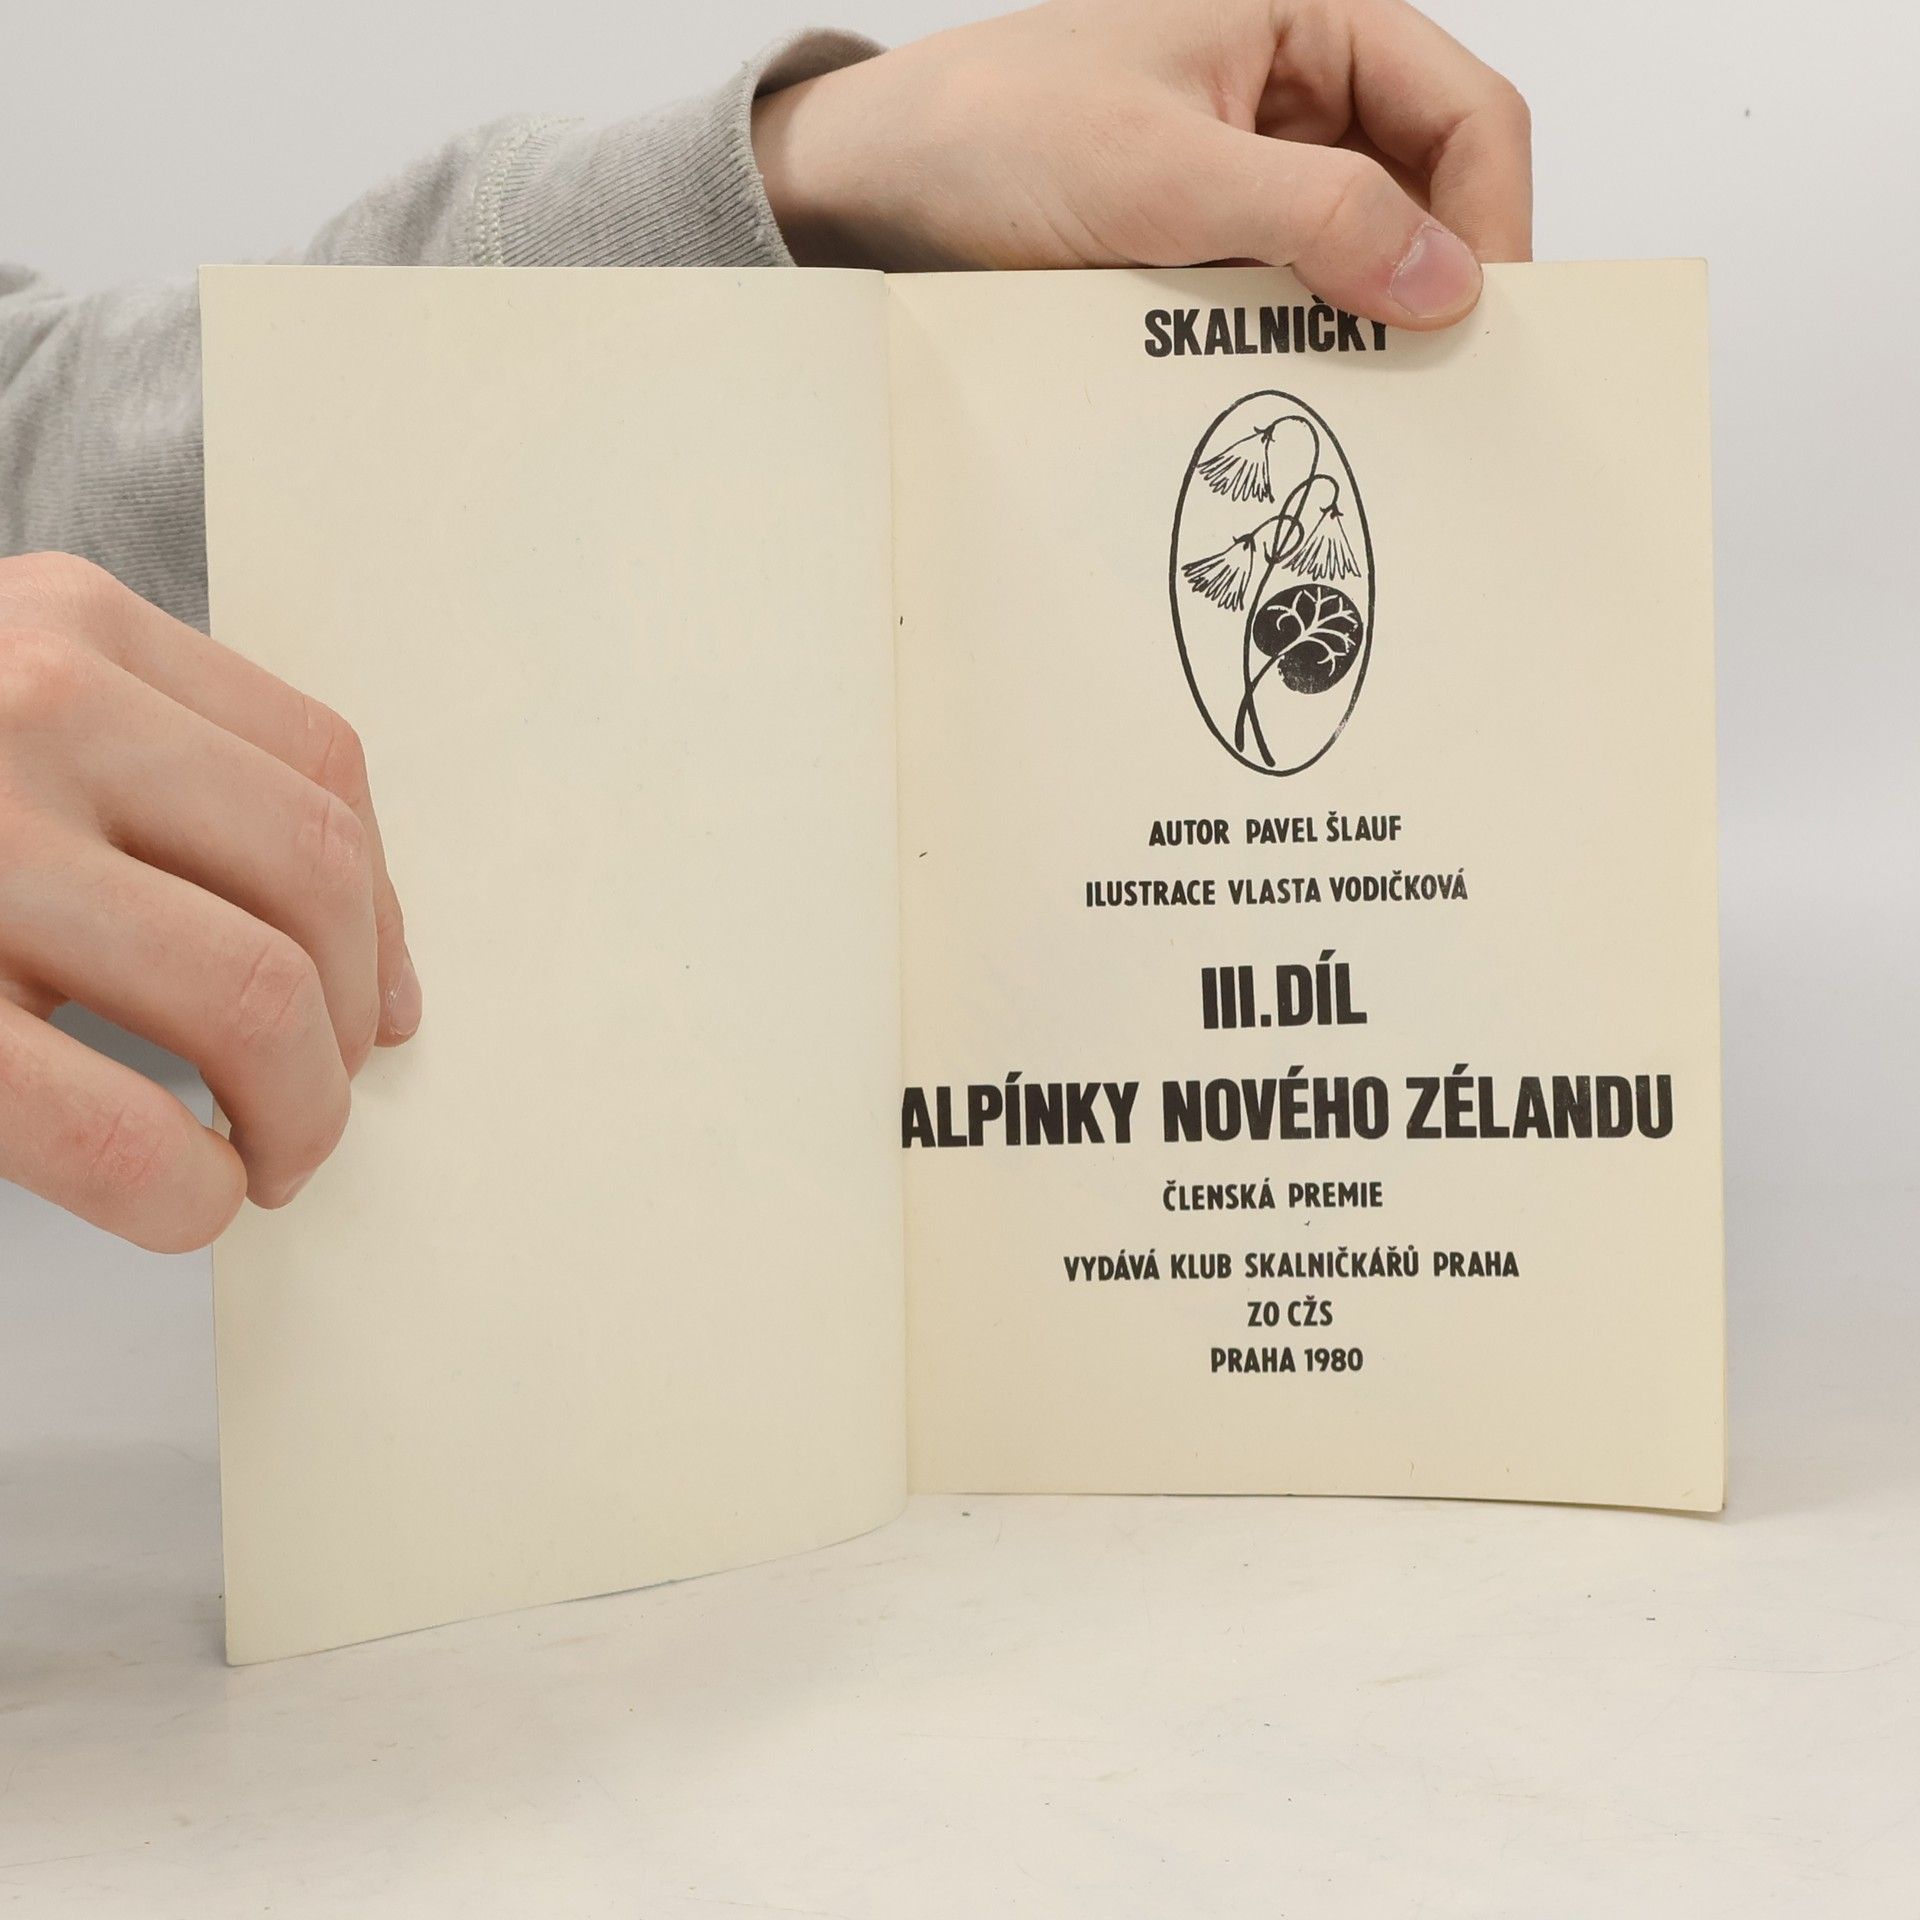 SKALNIČKY
AUTOR PAVEL ŠLAUF
ILUSTRACE VLASTA VODIČKOVÁ
III.DÍL
ALPÍNKY NOVÉHO ZÉLANDU
ČLENSKÁ PREMIE
VYDÁVÁ KLUB SKALNIČKÁŘŮ PRAHA
ZO CŽS
PRAHA 1980